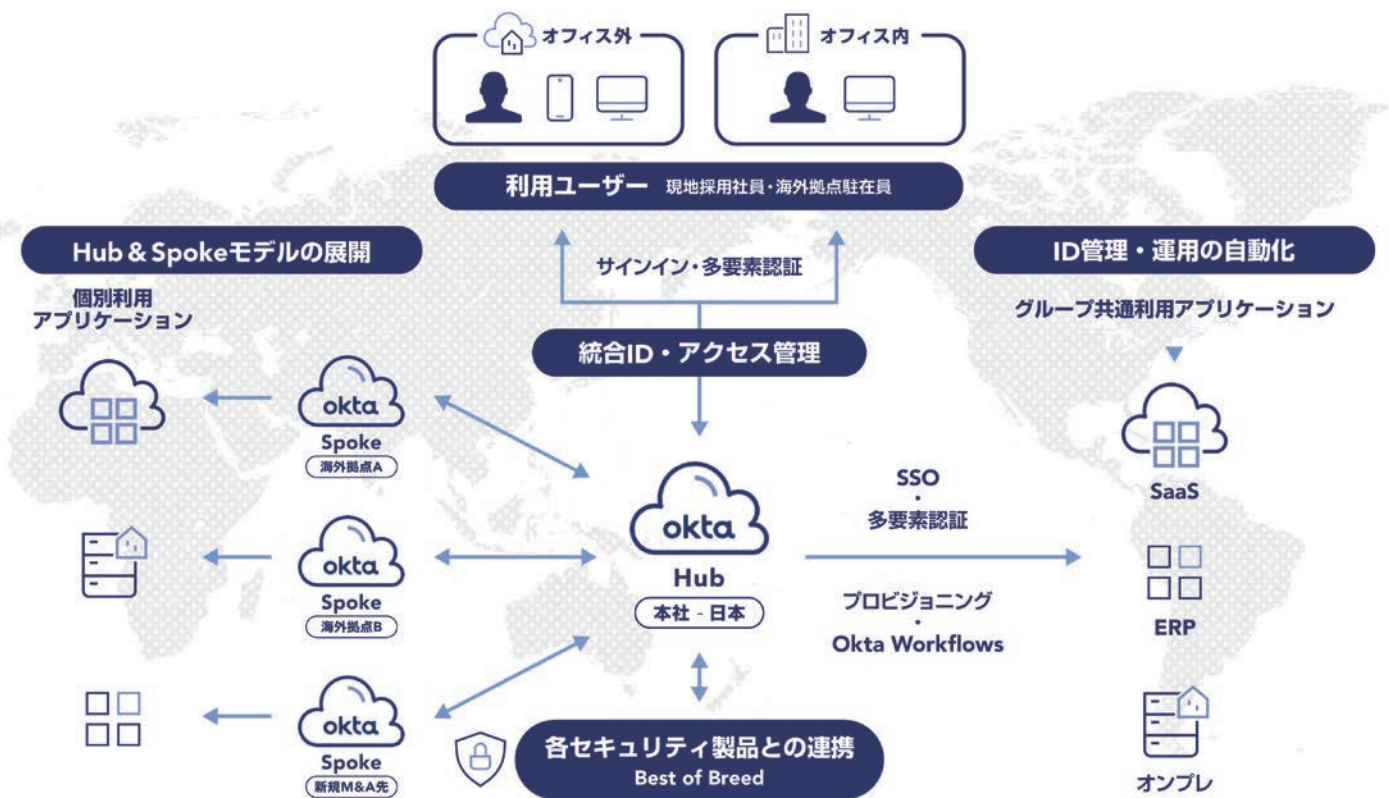 オフィス外
オフィス内
利用ユーザー 現地採用社員・海外拠点駐在員
Hub & Spokeモデルの展開
ID管理・運用の自動化
サインイン・多要素認証
個別利用
アプリケーション
グループ共通利用アプリケーション
統合ID・アクセス管理
okta
Spoke
海外拠点A
okta
Spoke
海外拠点B
okta
Spoke
新規M&A先
okta
Hub
本社 - 日本
SSO
・
多要素認証
プロビジョニング
・
Okta Workflows
SaaS
ERP
オンプレ
各セキュリティ製品との連携
Best of Breed